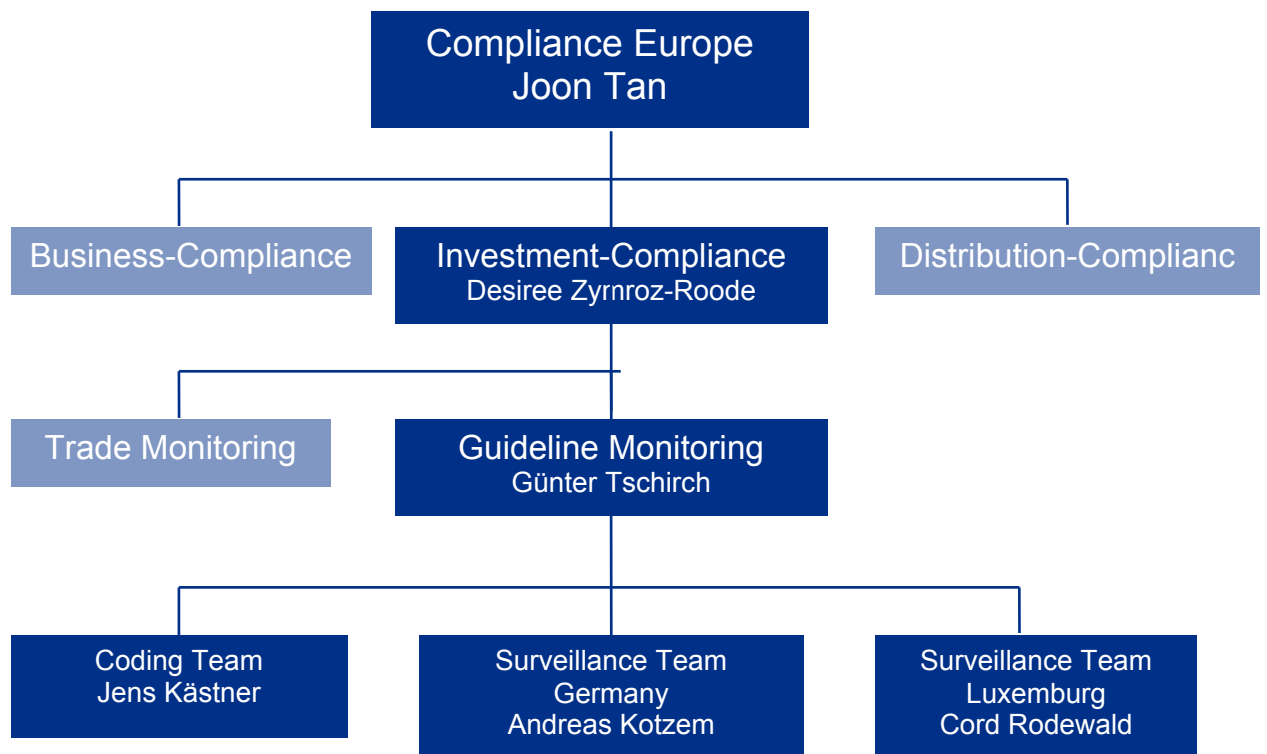 Compliance Europe
Joon Tan
Business-Compliance
Investment-Compliance
Desiree Zyrnroz-Roode
Distribution-Complianc
Trade Monitoring
Guideline Monitoring
Günter Tschirch
Coding Team
Jens Kästner
Surveillance Team
Germany
Andreas Kotzem
Surveillance Team
Luxemburg
Cord Rodewald